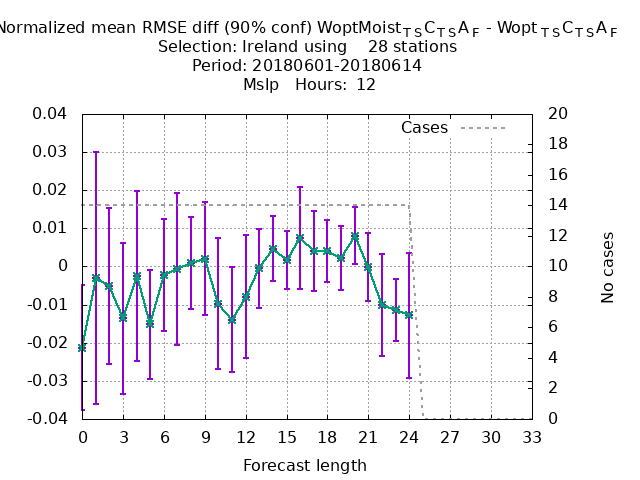 Normalized mean RMSE diff (90% conf) WoptMoistTSCTSAF - WoptTSCTSAF
Selection: Ireland using 28 stations
Period: 20180601-20180614
Mslp Hours: 12
Cases
0.04
0.03
0.02
0.01
0
-0.01
-0.02
-0.03
-0.04
20
18
16
14
12
10
8
6
4
2
0
No cases
0 3 6 9 12 15 18 21 24 27 30 33
Forecast length